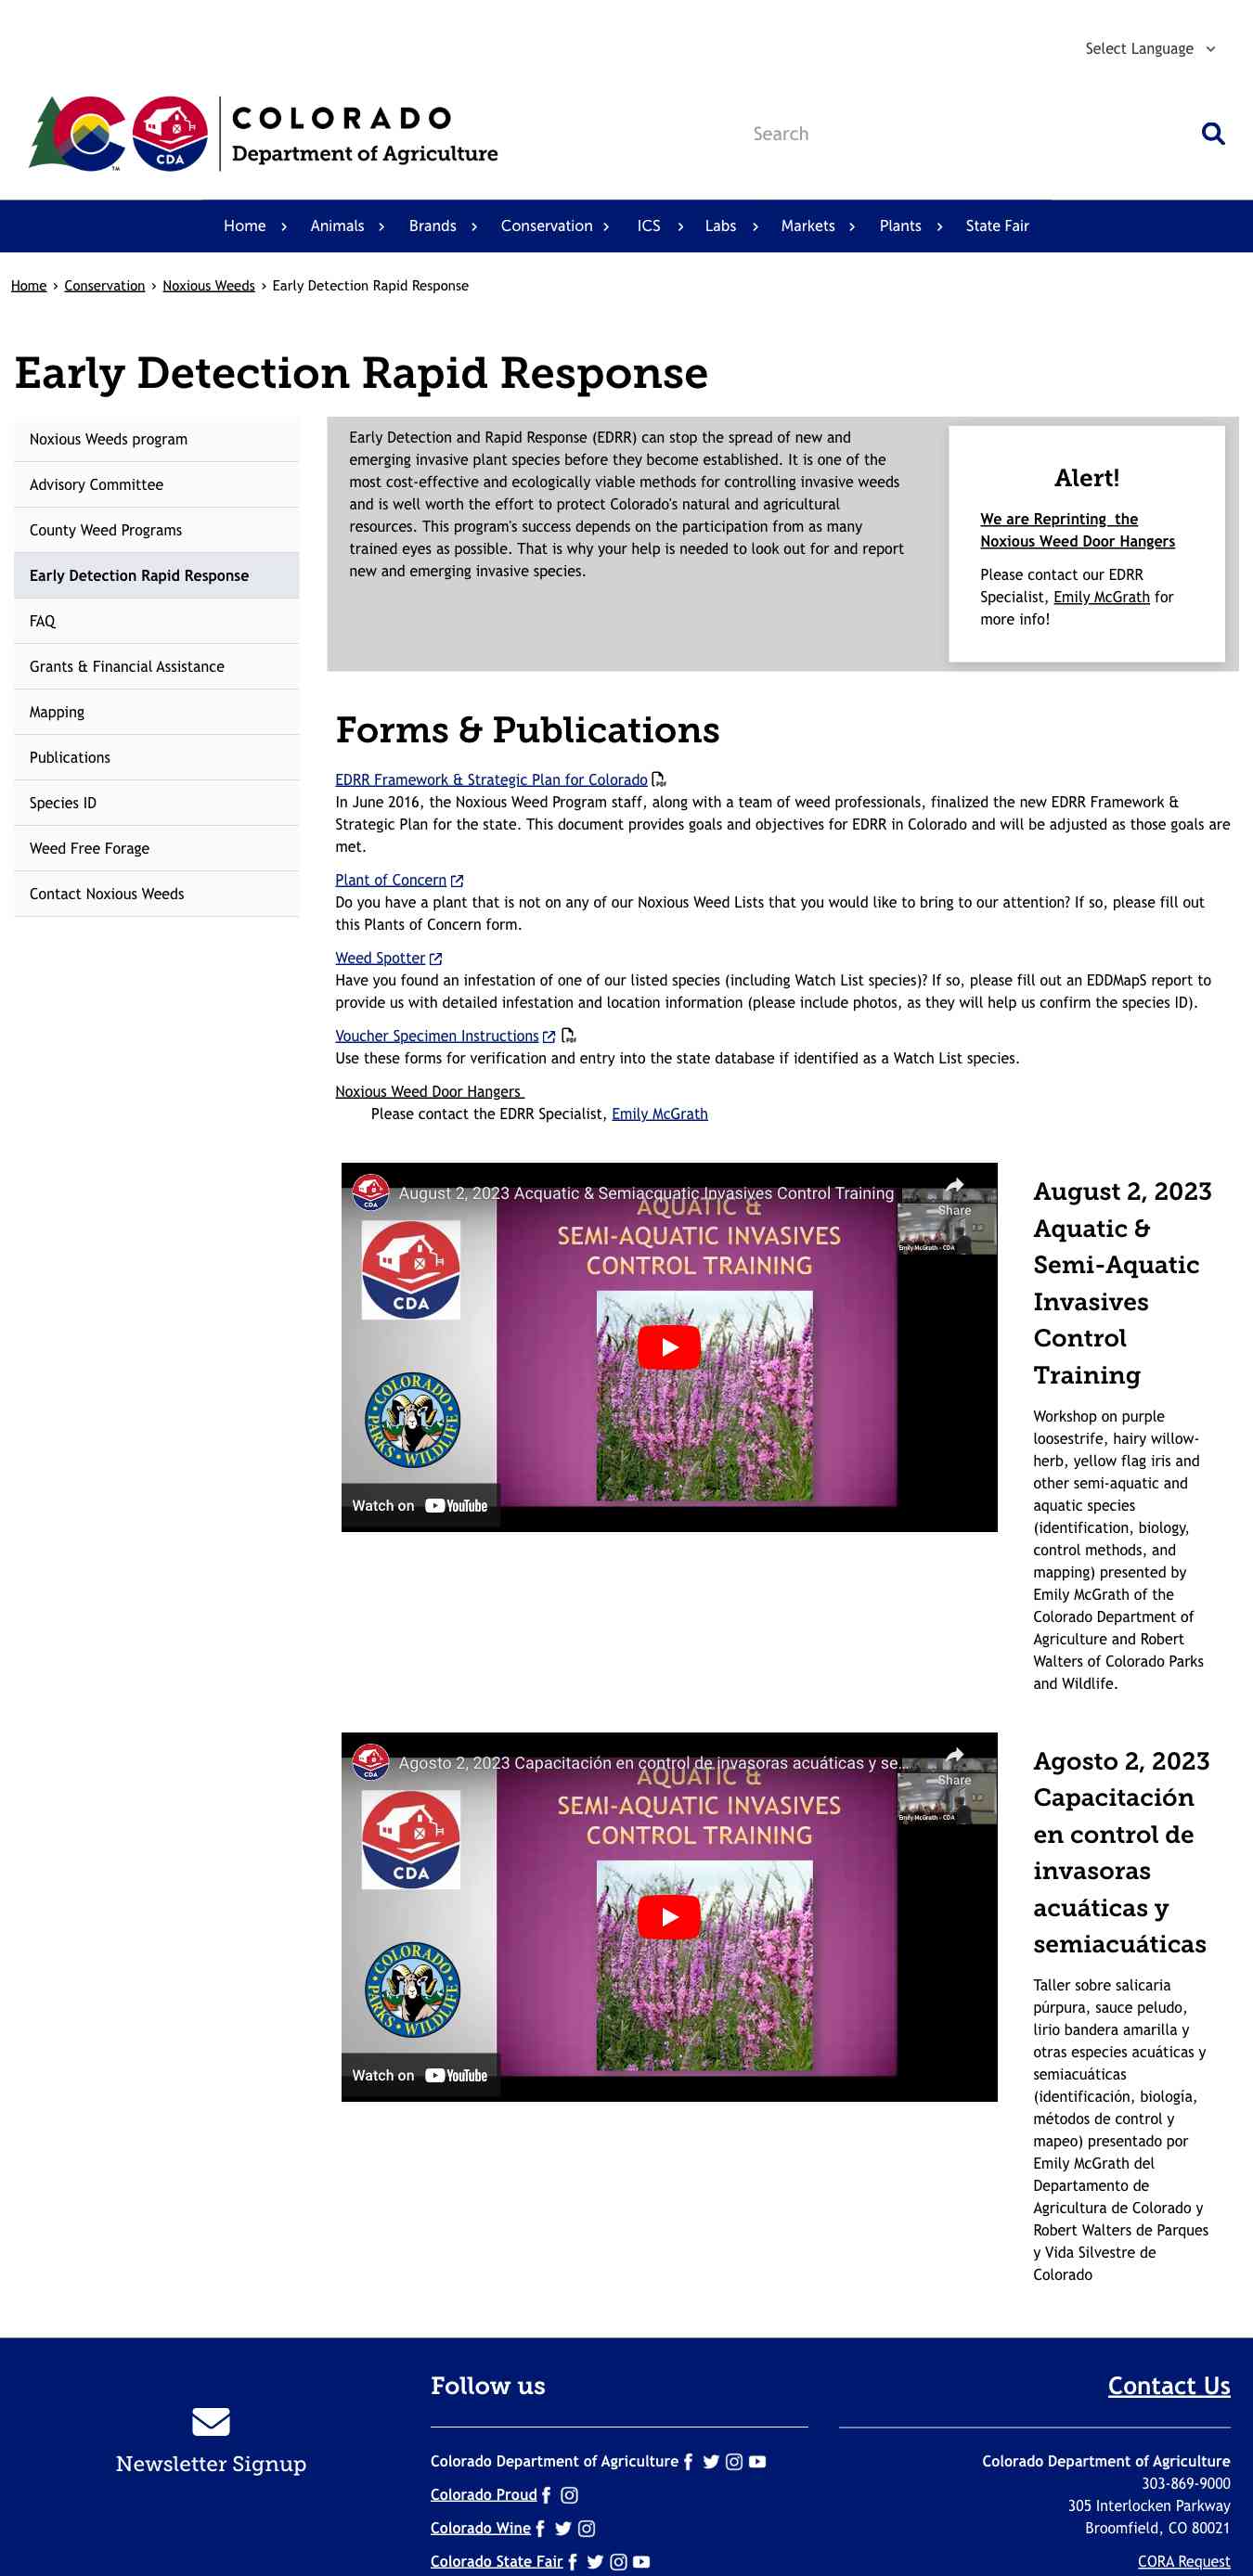 Select Language
COLORADO
Department of Agriculture
CDA
TM
Search
Home Animals Brands Conservation ICS Labs Markets Plants State Fair
Home › Conservation › Noxious Weeds › Early Detection Rapid Response
Early Detection Rapid Response
Noxious Weeds program
Advisory Committee
County Weed Programs
Early Detection Rapid Response
FAQ
Grants & Financial Assistance
Mapping
Publications
Species ID
Weed Free Forage
Contact Noxious Weeds
Early Detection and Rapid Response (EDRR) can stop the spread of new and
emerging invasive plant species before they become established. It is one of the
most cost-effective and ecologically viable methods for controlling invasive weeds
and is well worth the effort to protect Colorado's natural and agricultural
resources. This program's success depends on the participation from as many
trained eyes as possible. That is why your help is needed to look out for and report
new and emerging invasive species.
Alert!
We are Reprinting the
Noxious Weed Door Hangers
Please contact our EDRR
Specialist, Emily McGrath for
more info!
Forms & Publications
EDRR Framework & Strategic Plan for Colorado PDF
In June 2016, the Noxious Weed Program staff, along with a team of weed professionals, finalized the new EDRR Framework &
Strategic Plan for the state. This document provides goals and objectives for EDRR in Colorado and will be adjusted as those goals are
met.
Plant of Concern
Do you have a plant that is not on any of our Noxious Weed Lists that you would like to bring to our attention? If so, please fill out
this Plants of Concern form.
Weed Spotter
Have you found an infestation of one of our listed species (including Watch List species)? If so, please fill out an EDDMapS report to
provide us with detailed infestation and location information (please include photos, as they will help us confirm the species ID).
Voucher Specimen Instructions PDF
Use these forms for verification and entry into the state database if identified as a Watch List species.
Noxious Weed Door Hangers
Please contact the EDRR Specialist, Emily McGrath
August 2, 2023 Acquatic & Semiacquatic Invasives Control Training
Share
AQUATIC &
SEMI-AQUATIC INVASIVES
CONTROL TRAINING
Emily McGrath - CDA
CDA
COLORADO
PARKS & WILDLIFE
Watch on YouTube
August 2, 2023
Aquatic &
Semi-Aquatic
Invasives
Control
Training
Workshop on purple
loosestrife, hairy willow-
herb, yellow flag iris and
other semi-aquatic and
aquatic species
(identification, biology,
control methods, and
mapping) presented by
Emily McGrath of the
Colorado Department of
Agriculture and Robert
Walters of Colorado Parks
and Wildlife.
Agosto 2, 2023 Capacitación en control de invasoras acuáticas y se...
Share
AQUATIC &
SEMI-AQUATIC INVASIVES
CONTROL TRAINING
Emily McGrath - CDA
CDA
COLORADO
PARKS & WILDLIFE
Watch on YouTube
Agosto 2, 2023
Capacitación
en control de
invasoras
acuáticas y
semiacuáticas
Taller sobre salicaria
púrpura, sauce peludo,
lirio bandera amarilla y
otras especies acuáticas y
semiacuáticas
(identificación, biología,
métodos de control y
mapeo) presentado por
Emily McGrath del
Departamento de
Agricultura de Colorado y
Robert Walters de Parques
y Vida Silvestre de
Colorado
Newsletter Signup
Follow us
Colorado Department of Agriculture
Colorado Proud
Colorado Wine
Colorado State Fair
Contact Us
Colorado Department of Agriculture
303-869-9000
305 Interlocken Parkway
Broomfield, CO 80021
CORA Request